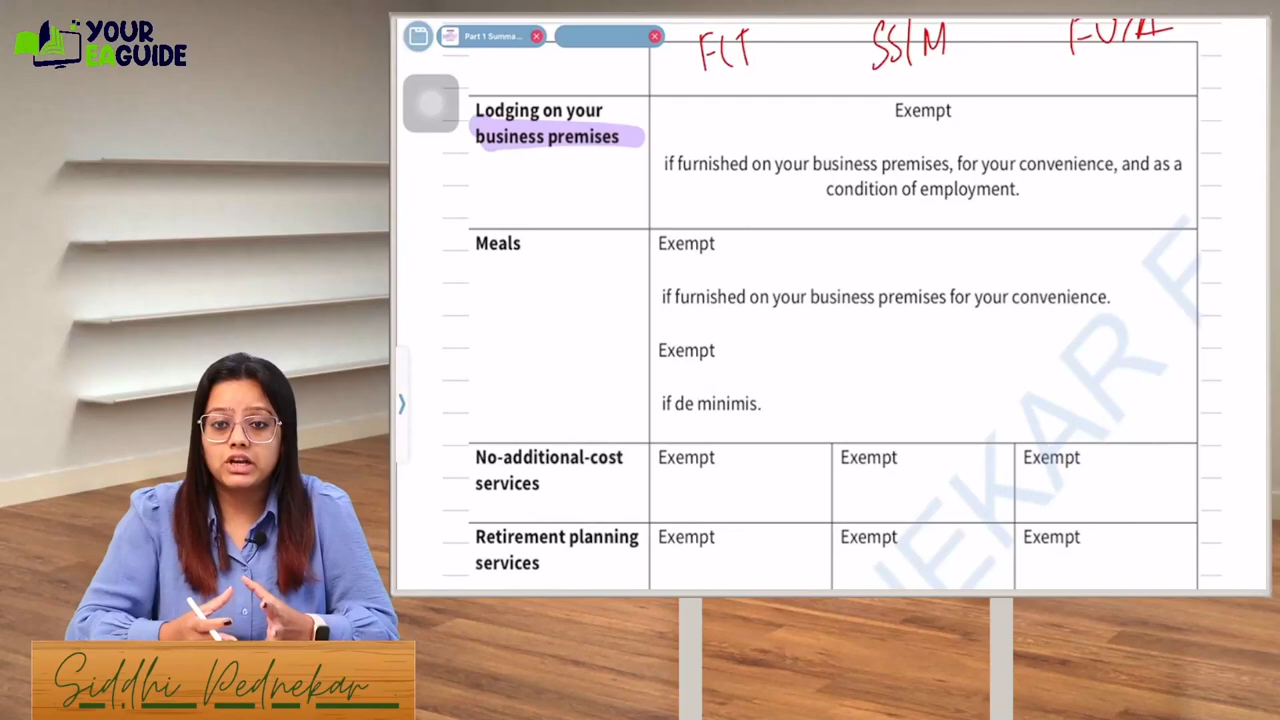 YOUR
EAGUIDE
Part 1 Summa...
FIT SS/M
Lodging on your
business premises
Exempt
if furnished on your business premises, for your convenience, and as a
condition of employment.
Meals
Exempt
if furnished on your business premises for your convenience.
Exempt
if de minimis.
No-additional-cost
services
Exempt Exempt Exempt
Retirement planning
services
Exempt Exempt Exempt
Siddhi Pednekar